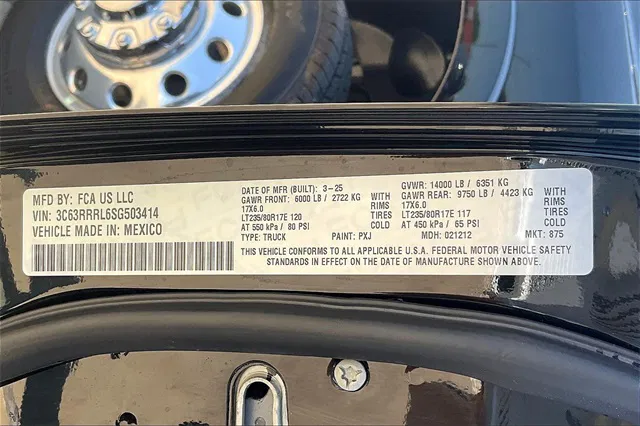 MFD BY: FCA US LLC
VIN: 3C63RRRL6SG503414
VEHICLE MADE IN: MEXICO
DATE OF MFR (BUILT): 3-25
GAWR FRONT: 6000 LB / 2722 KG WITH
17X6.0 RIMS
LT235/80R17E 120 TIRES
AT 550 kPa / 80 PSI COLD
TYPE: TRUCK PAINT: PXJ
GVWR: 14000 LB / 6351 KG
GAWR REAR: 9750 LB / 4423 KG WITH
17X6.0 RIMS
LT235/80R17E 117 TIRES
AT 450 kPa / 65 PSI COLD
MDH: 021212 MKT: 875
THIS VEHICLE CONFORMS TO ALL APPLICABLE U.S.A. FEDERAL MOTOR VEHICLE SAFETY
STANDARDS IN EFFECT ON THE DATE OF MANUFACTURE SHOWN ABOVE.